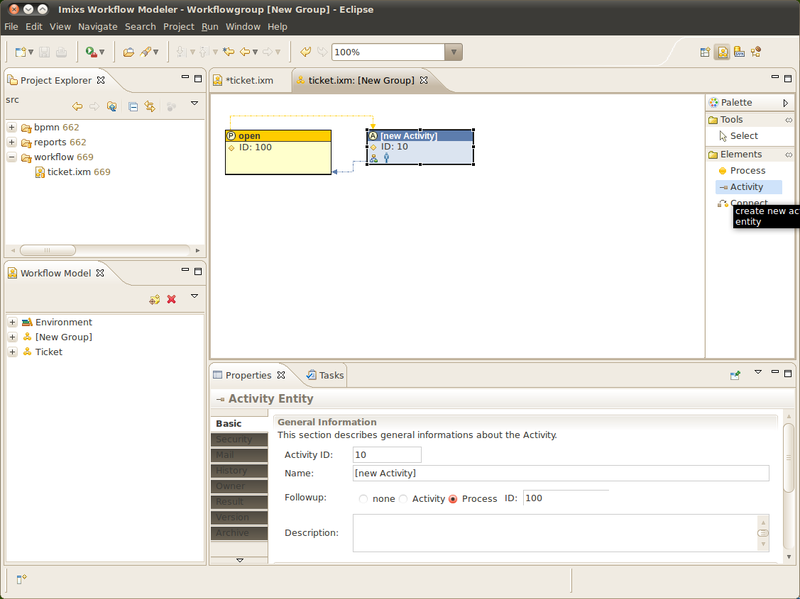 Imixs Workflow Modeler - Workflowgroup [New Group] - Eclipse
File Edit View Navigate Search Project Run Window Help
100%
Project Explorer
src
bpmn 662
reports 662
workflow 669
ticket.ixm 669
*ticket.ixm
ticket.ixm: [New Group]
P open
ID: 100
A [new Activity]
ID: 10
Palette
Tools
Select
Elements
Process
Activity
Connect
create new ac
entity
Workflow Model
Environment
[New Group]
Ticket
Properties
Tasks
Activity Entity
Basic
Security
Mail
History
Owner
Result
Version
Archive
General Information
This section describes general informations about the Activity.
Activity ID: 10
Name: [new Activity]
Followup: none Activity Process ID: 100
Description: